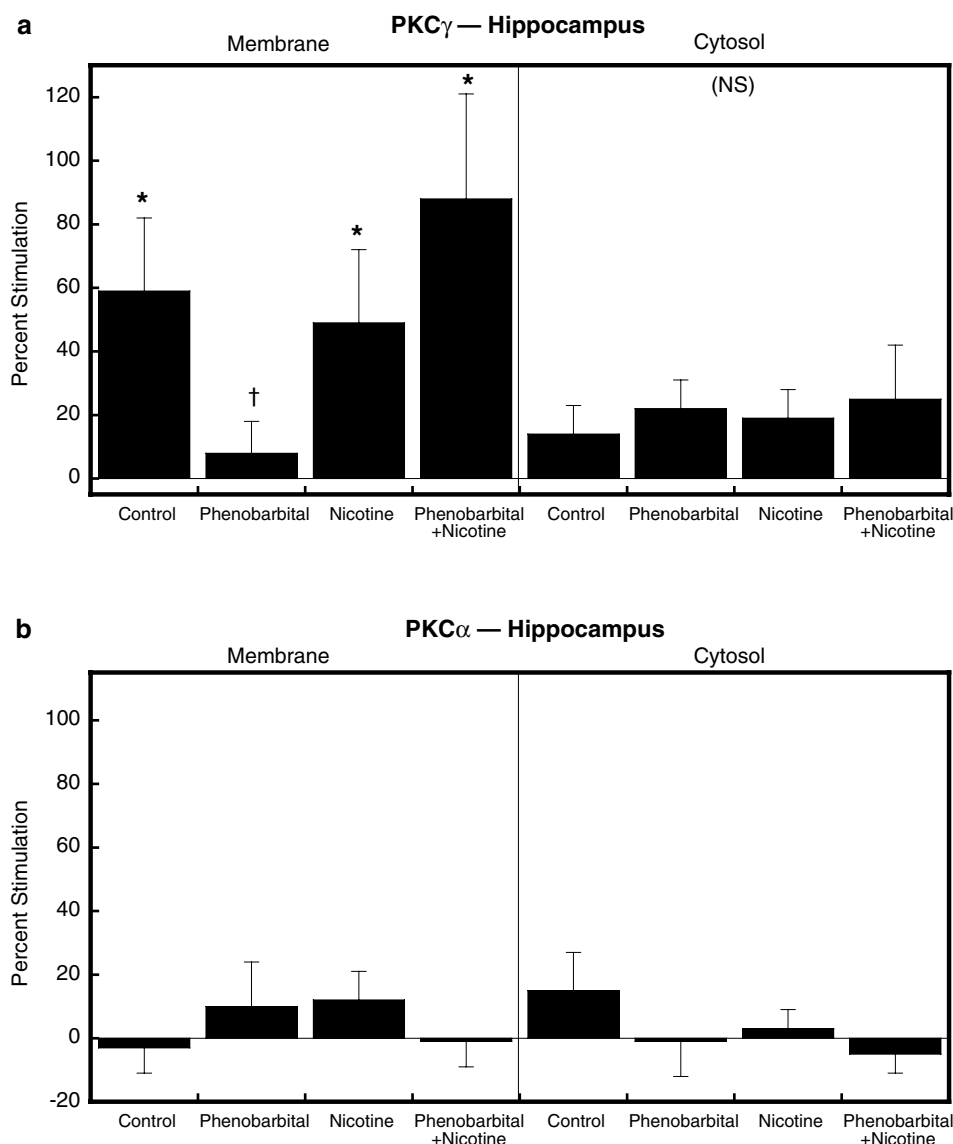 a
PKCγ — Hippocampus
Membrane
Cytosol
(NS)
Percent Stimulation
120
100
80
60
40
20
0
*
†
*
*
Control
Phenobarbital
Nicotine
Phenobarbital
+Nicotine
Control
Phenobarbital
Nicotine
Phenobarbital
+Nicotine
b
PKCα — Hippocampus
Membrane
Cytosol
Percent Stimulation
100
80
60
40
20
0
-20
Control
Phenobarbital
Nicotine
Phenobarbital
+Nicotine
Control
Phenobarbital
Nicotine
Phenobarbital
+Nicotine